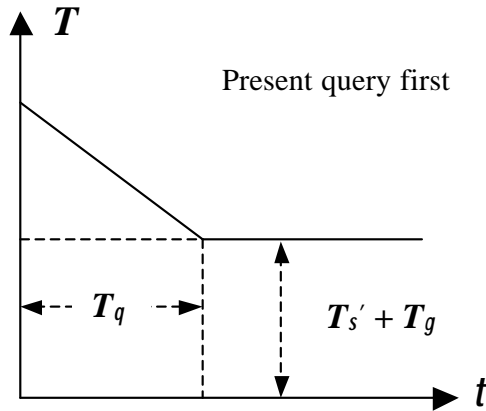 T
Present query first
T_q
T_s′ + T_g
t